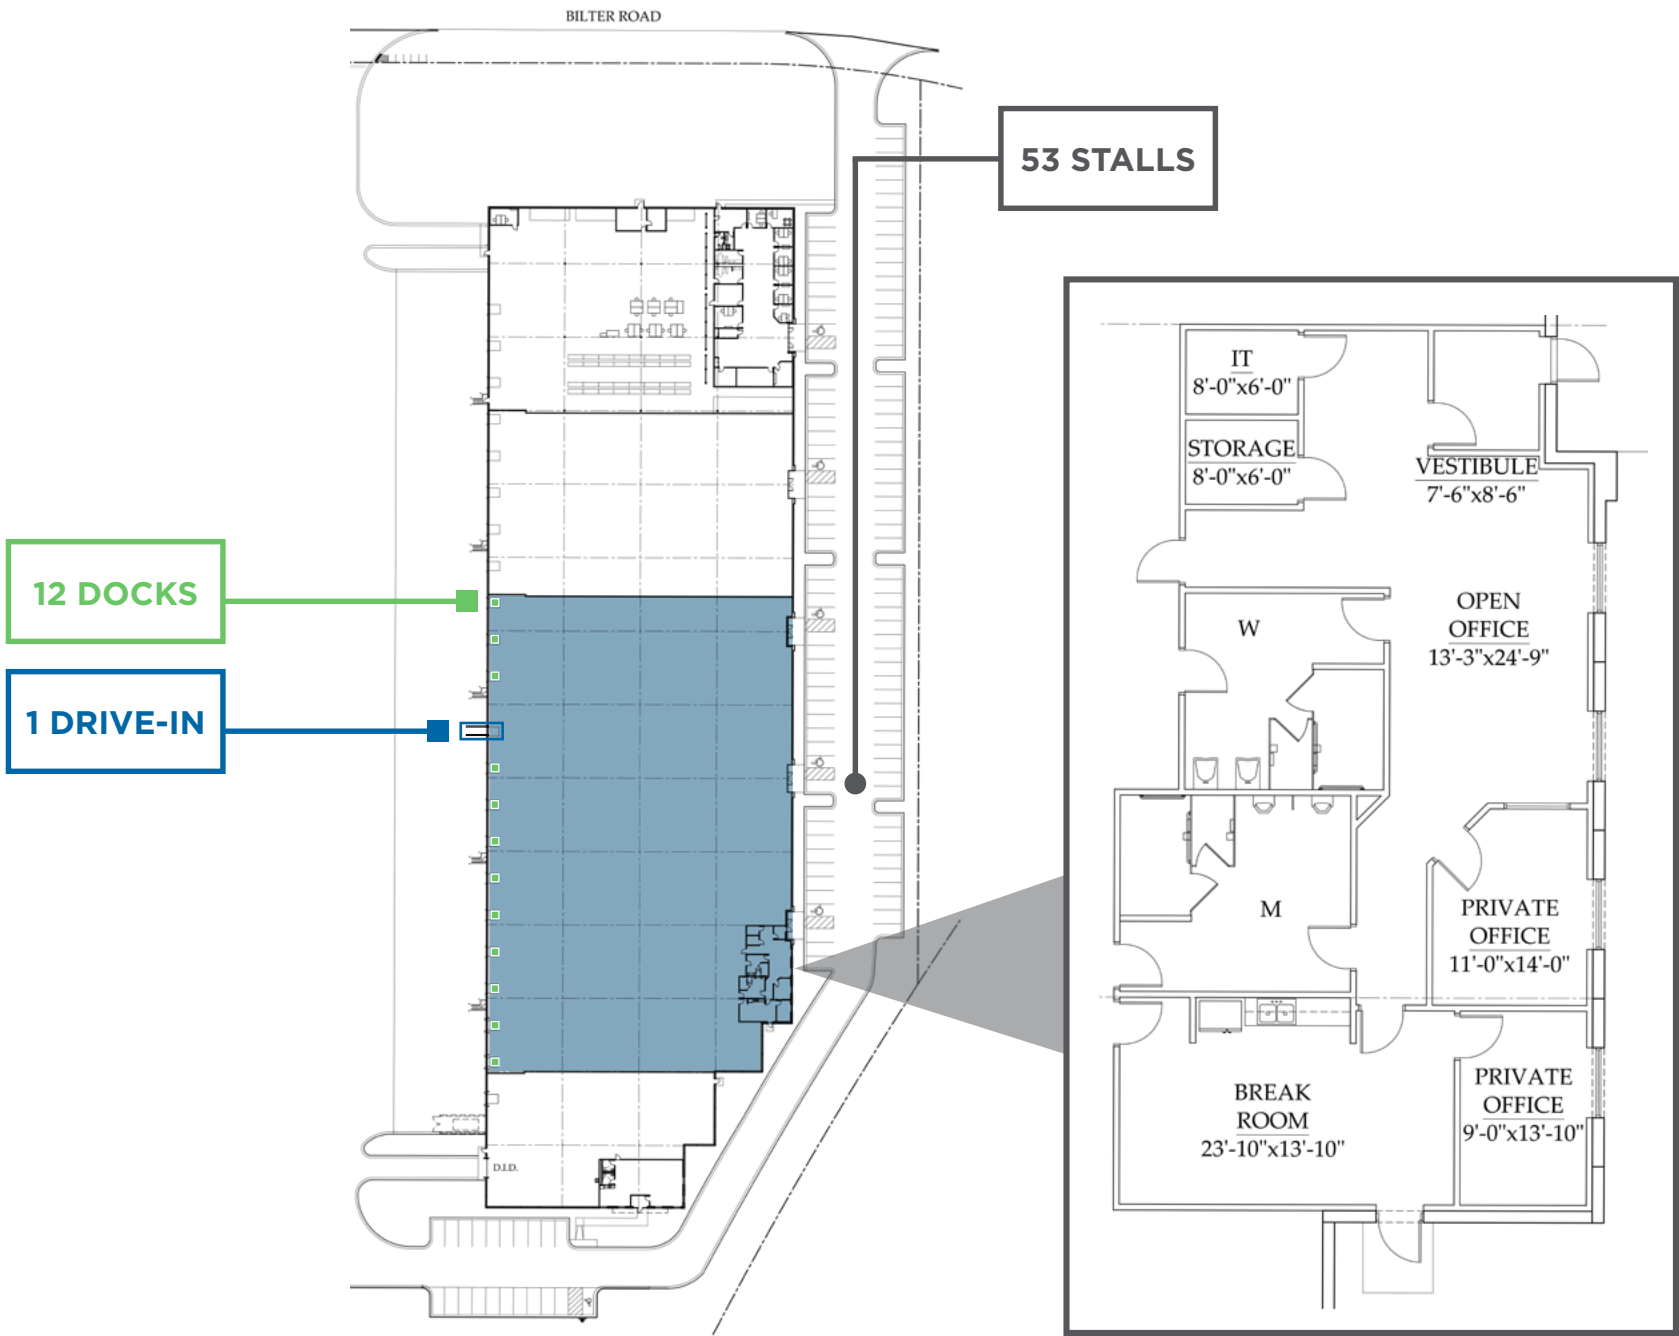 BILTER ROAD
53 STALLS
12 DOCKS
1 DRIVE-IN
D.I.D.
IT
8'-0"x6'-0"
STORAGE
8'-0"x6'-0"
VESTIBULE
7'-6"x8'-6"
OPEN
OFFICE
13'-3"x24'-9"
W
M
PRIVATE
OFFICE
11'-0"x14'-0"
BREAK
ROOM
23'-10"x13'-10"
PRIVATE
OFFICE
9'-0"x13'-10"